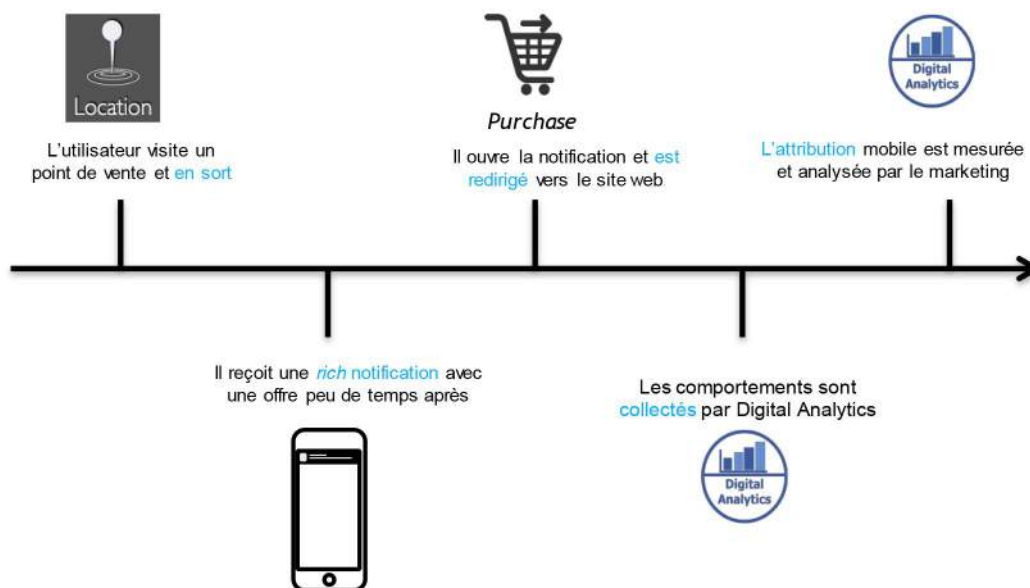 Location
L'utilisateur visite un
point de vente et en sort
Il reçoit une rich notification avec
une offre peu de temps après
Purchase
Il ouvre la notification et est
redirigé vers le site web
Les comportements sont
collectés par Digital Analytics
Digital
Analytics
Digital
Analytics
L'attribution mobile est mesurée
et analysée par le marketing